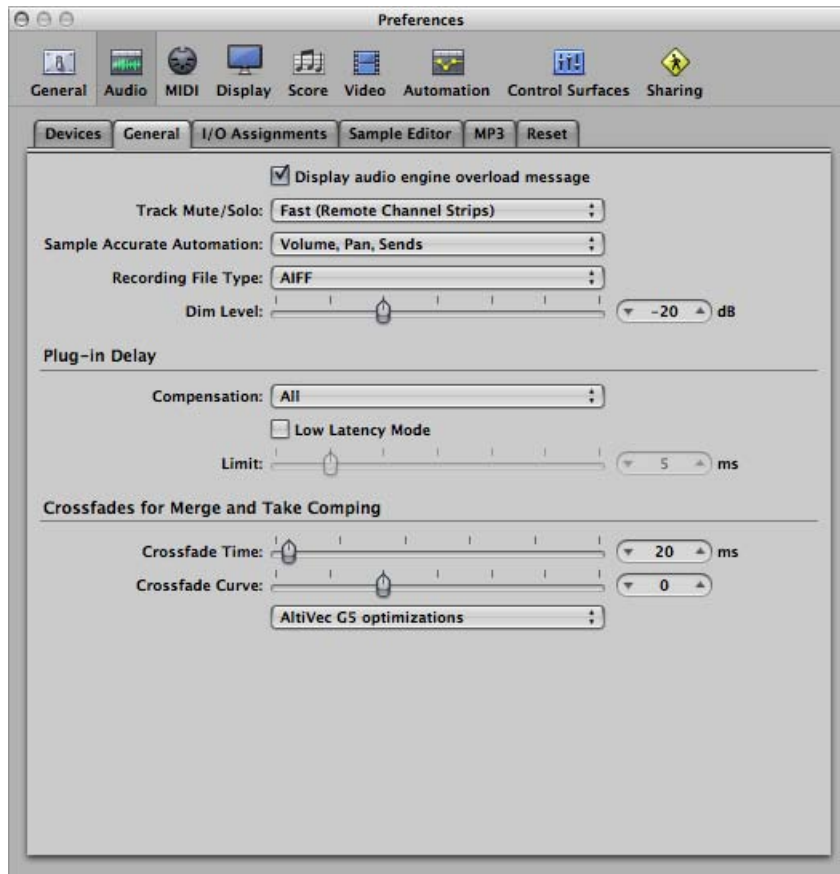 Preferences
General Audio MIDI Display Score Video Automation Control Surfaces Sharing
Devices General I/O Assignments Sample Editor MP3 Reset
Display audio engine overload message
Track Mute/Solo: Fast (Remote Channel Strips)
Sample Accurate Automation: Volume, Pan, Sends
Recording File Type: AIFF
Dim Level: -20 dB
Plug-in Delay
Compensation: All
Low Latency Mode
Limit: 5 ms
Crossfades for Merge and Take Comping
Crossfade Time: 20 ms
Crossfade Curve: 0
AltiVec G5 optimizations